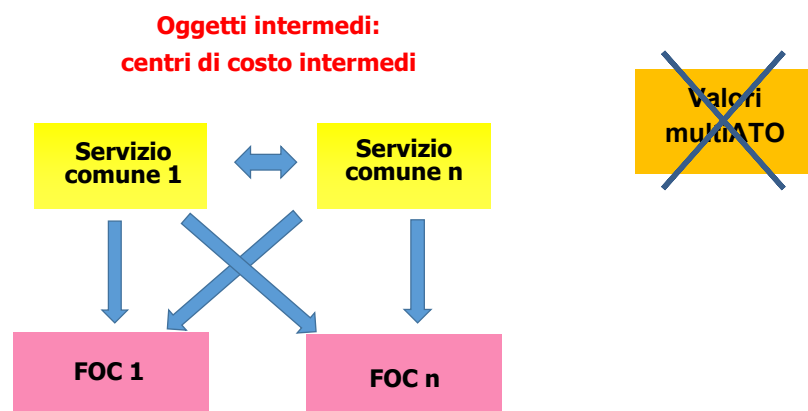 Oggetti intermedi:
centri di costo intermedi
Valori
multiATO
Servizio
comune 1
Servizio
comune n
FOC 1
FOC n